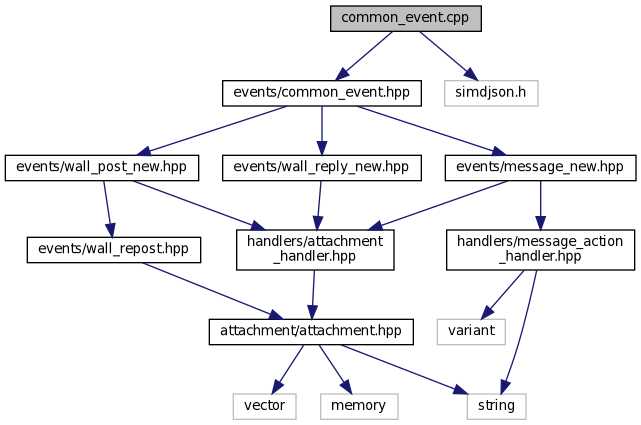 common_event.cpp
events/common_event.hpp
simdjson.h
events/wall_post_new.hpp
events/wall_reply_new.hpp
events/message_new.hpp
events/wall_repost.hpp
handlers/attachment
_handler.hpp
handlers/message_action
_handler.hpp
attachment/attachment.hpp
variant
vector
memory
string